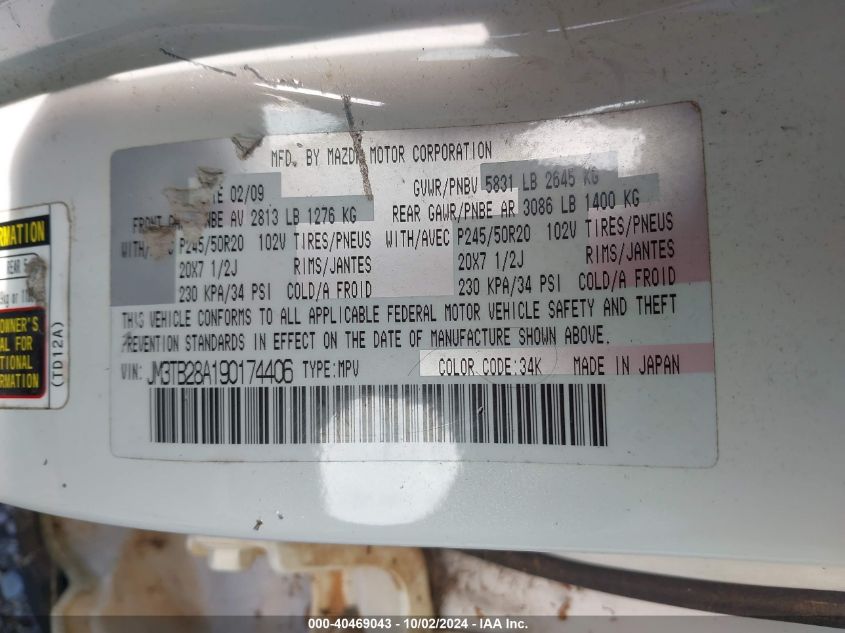 MFD. BY MAZDA MOTOR CORPORATION
02/09 GVWR/PNBV 5831 LB 2645 KG
FRONT AV 2813 LB 1276 KG REAR GAWR/PNBE AR 3086 LB 1400 KG
P245/50R20 102V TIRES/PNEUS WITH/AVEC P245/50R20 102V TIRES/PNEUS
20X7 1/2J RIMS/JANTES 20X7 1/2J RIMS/JANTES
230 KPA/34 PSI COLD/A FROID 230 KPA/34 PSI COLD/A FROID
THIS VEHICLE CONFORMS TO ALL APPLICABLE FEDERAL MOTOR VEHICLE SAFETY AND THEFT
PREVENTION STANDARDS IN EFFECT ON THE DATE OF MANUFACTURE SHOWN ABOVE.
VIN: JM3TB28A190174406 TYPE:MPV COLOR CODE:34K MADE IN JAPAN
REAR
OWNER'S
(TD12A)
000-40469043 - 10/02/2024 - IAA Inc.